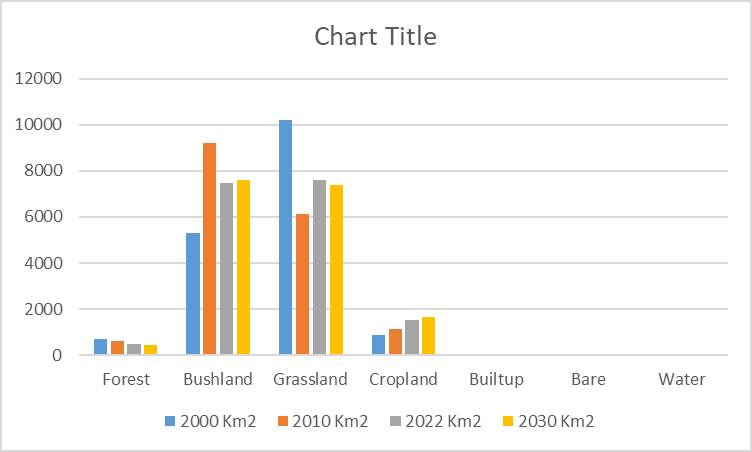 Chart Title
12000
10000
8000
6000
4000
2000
0
Forest Bushland Grassland Cropland Builtup Bare Water
2000 Km2 2010 Km2 2022 Km2 2030 Km2